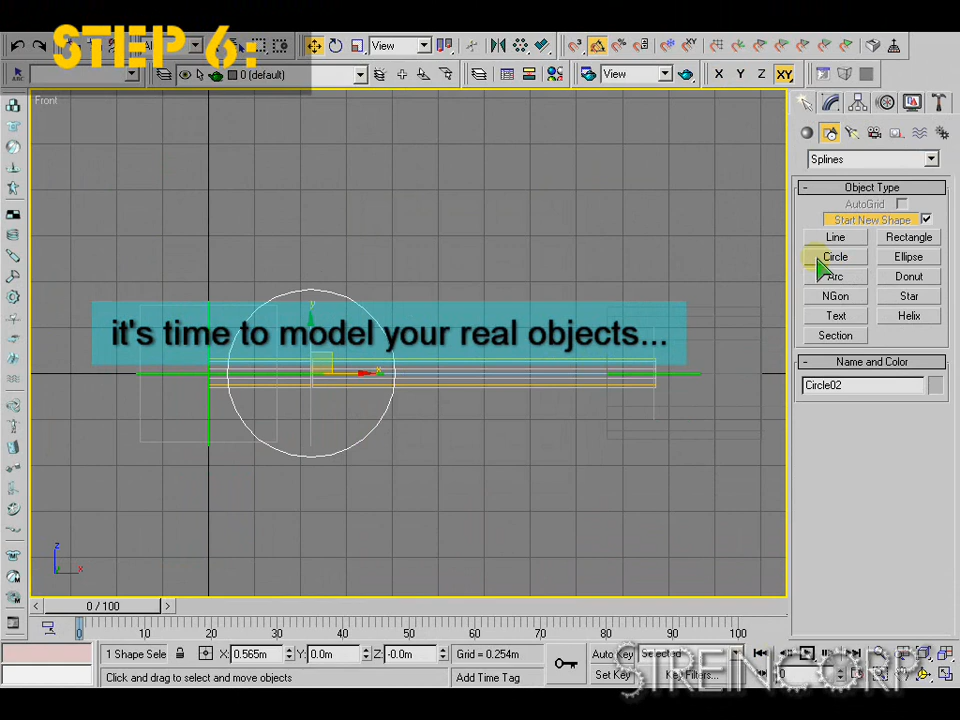 STEP 6:
View
0 (default)
View
X Y Z XY
Front
Splines
- Object Type
AutoGrid
Start New Shape
Line Rectangle
Circle Ellipse
Arc Donut
NGon Star
Text Helix
Section
- Name and Color
Circle02
it's time to model your real objects...
y
x
z
x
< 0 / 100 >
0 10 20 30 40 50 60 70 80 90 100
1 Shape Sele X: 0.565m Y: 0.0m Z: -0.0m Grid = 0.254m Auto Key Selected
Click and drag to select and move objects Add Time Tag Set Key Key Filters... 0
STREINCORP